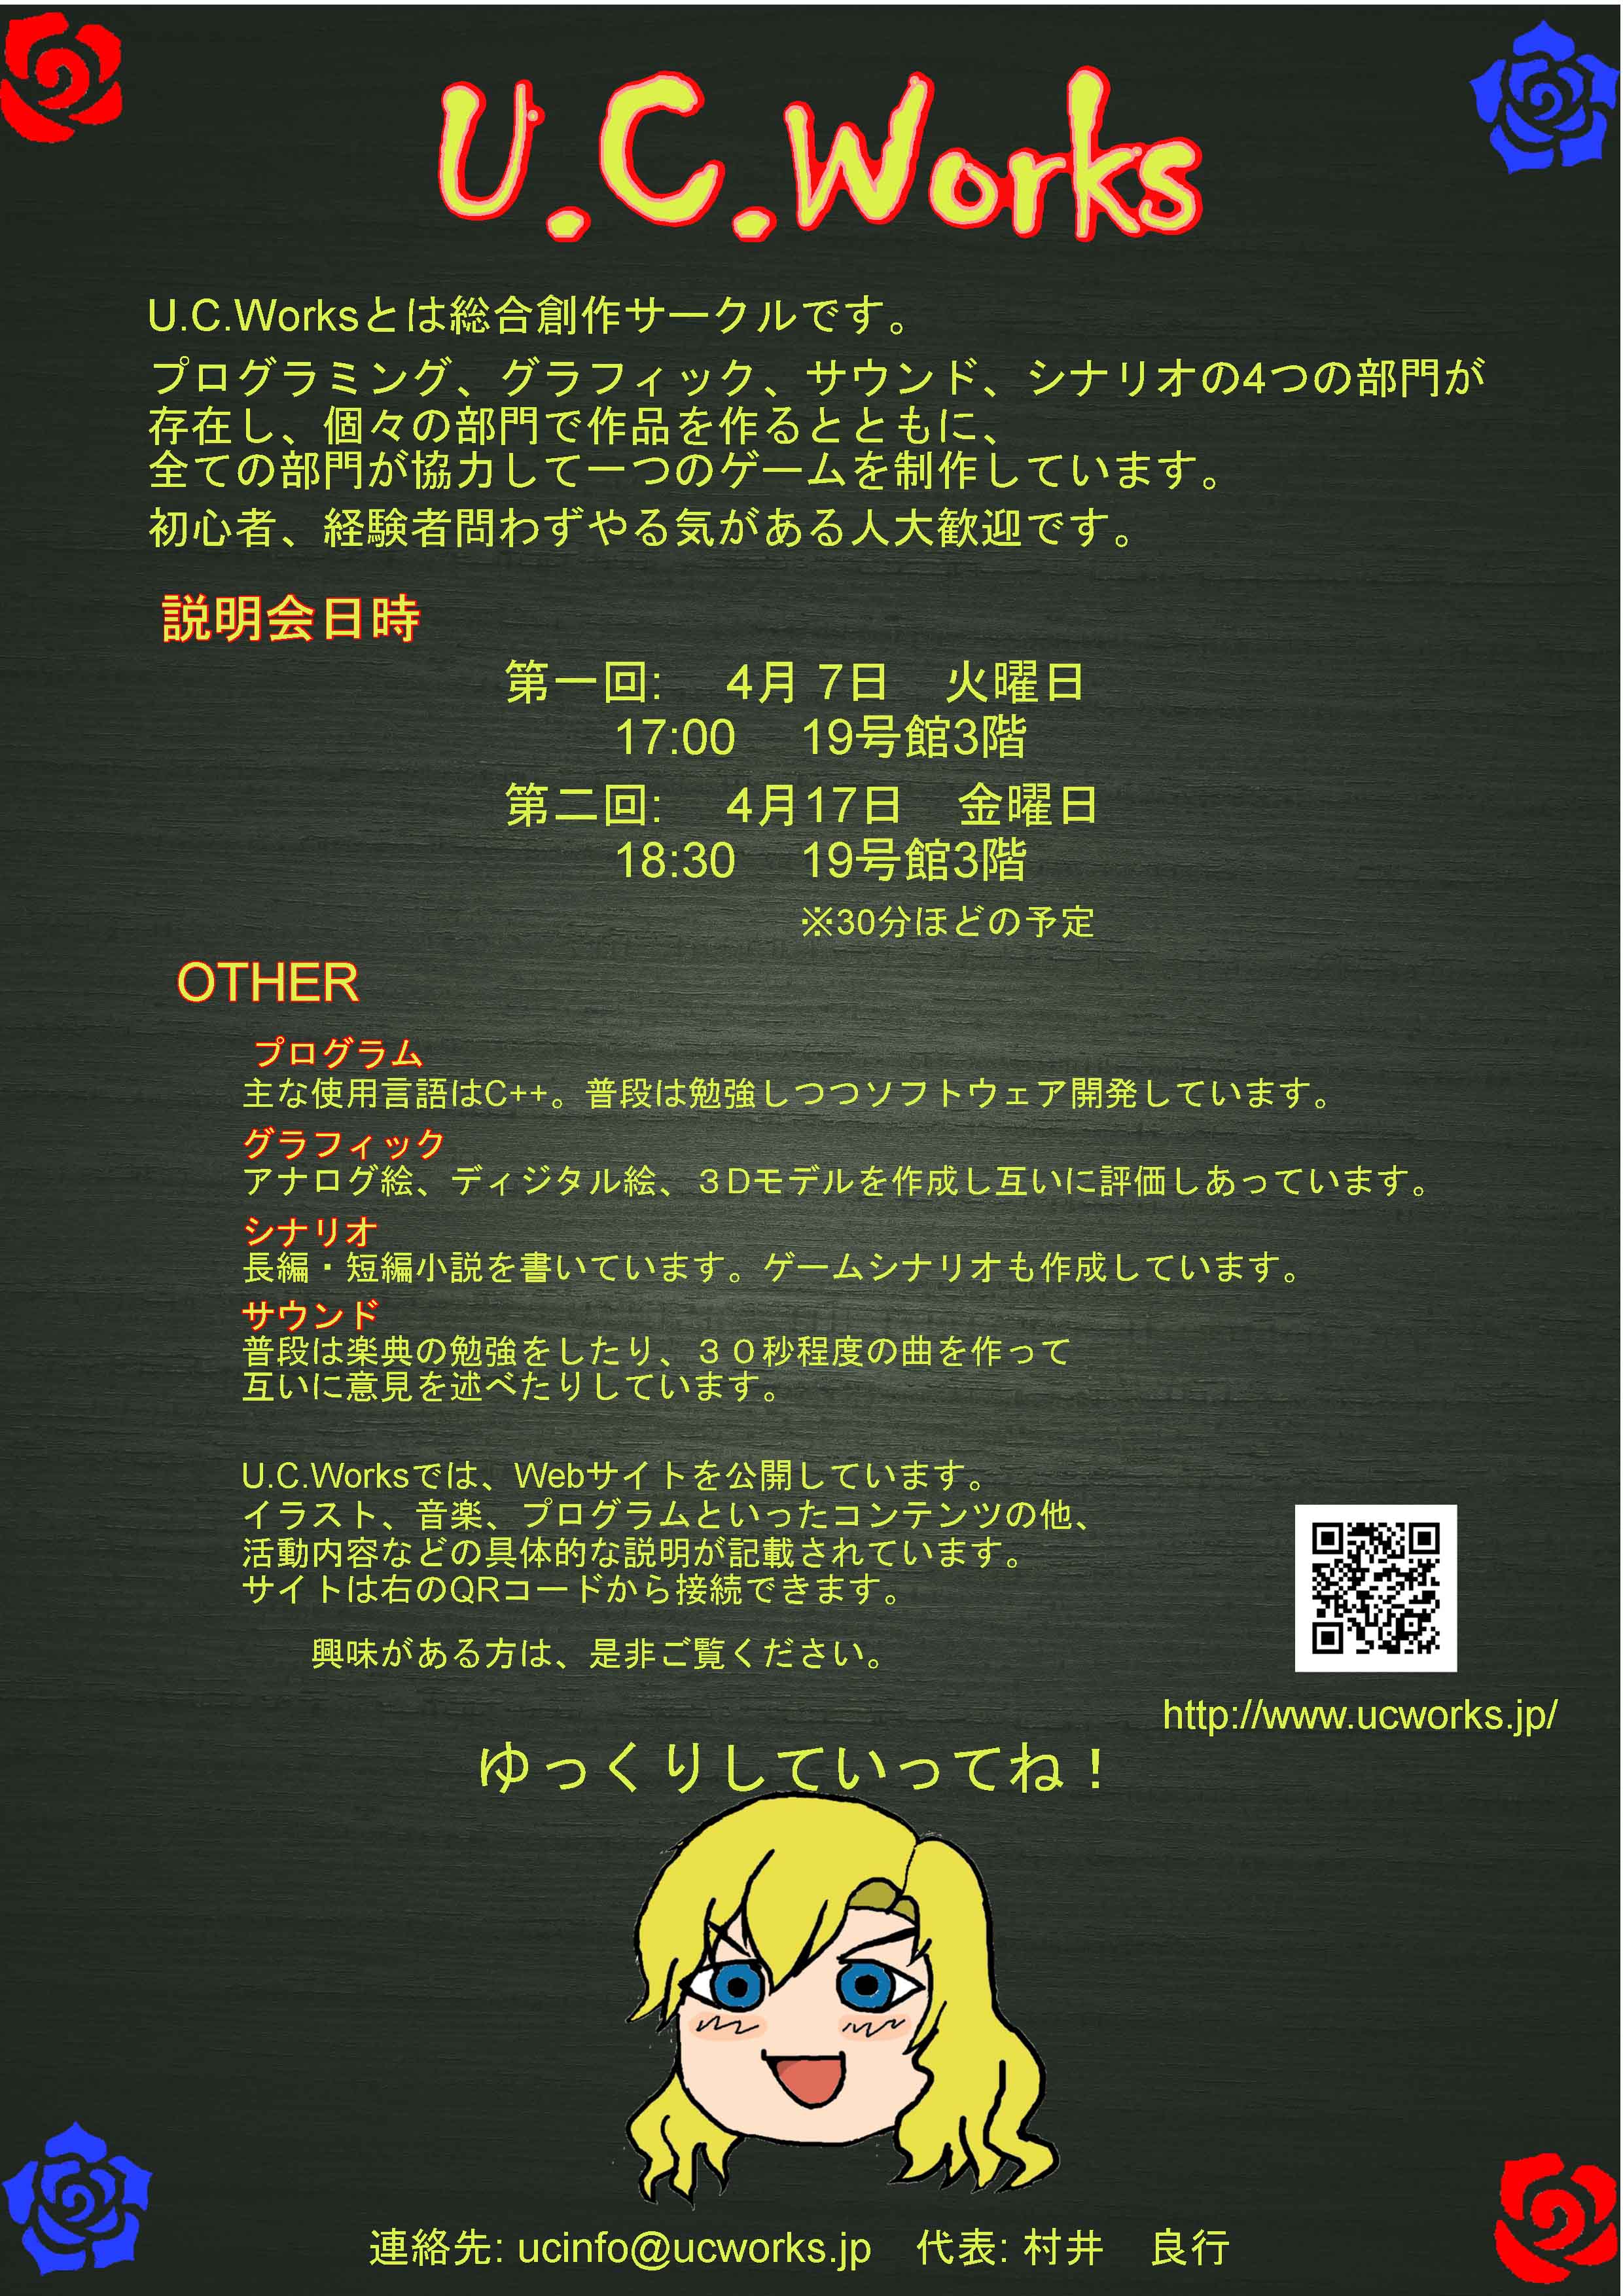 U.C.Works
U.C.Worksとは総合創作サークルです。
プログラミング、グラフィック、サウンド、シナリオの4つの部門が
存在し、個々の部門で作品を作るとともに、
全ての部門が協力して一つのゲームを制作しています。
初心者、経験者問わずやる気がある人大歓迎です。
説明会日時
第一回: 4月 7日 火曜日
17:00 19号館3階
第二回: 4月17日 金曜日
18:30 19号館3階
※30分ほどの予定
OTHER
プログラム
主な使用言語はC++。普段は勉強しつつソフトウェア開発しています。
グラフィック
アナログ絵、ディジタル絵、３Dモデルを作成し互いに評価しあっています。
シナリオ
長編・短編小説を書いています。ゲームシナリオも作成しています。
サウンド
普段は楽典の勉強をしたり、３０秒程度の曲を作って
互いに意見を述べたりしています。
U.C.Worksでは、Webサイトを公開しています。
イラスト、音楽、プログラムといったコンテンツの他、
活動内容などの具体的な説明が記載されています。
サイトは右のQRコードから接続できます。
興味がある方は、是非ご覧ください。
http://www.ucworks.jp/
ゆっくりしていってね！
連絡先: ucinfo@ucworks.jp 代表: 村井 良行